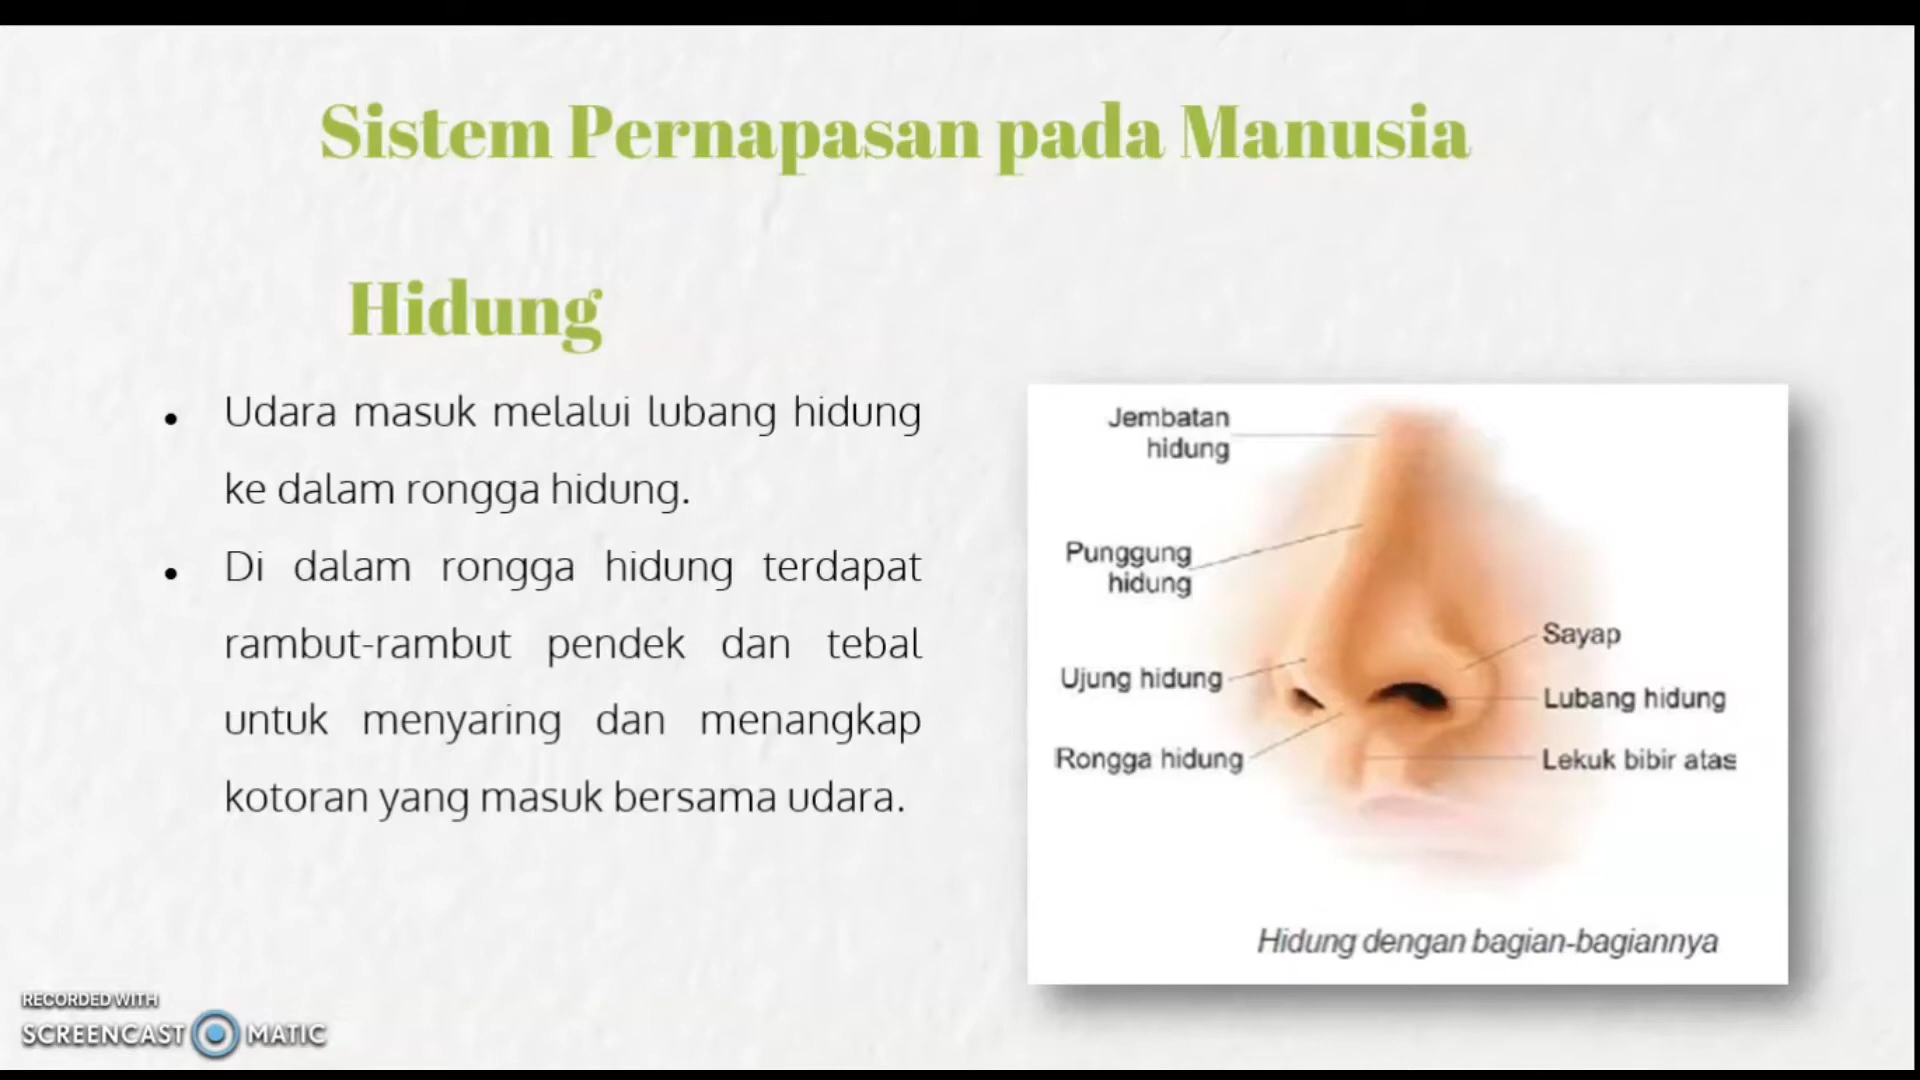 Sistem Pernapasan pada Manusia
Hidung
• Udara masuk melalui lubang hidung
ke dalam rongga hidung.
• Di dalam rongga hidung terdapat
rambut-rambut pendek dan tebal
untuk menyaring dan menangkap
kotoran yang masuk bersama udara.
Jembatan
hidung
Punggung
hidung
Ujung hidung
Rongga hidung
Sayap
Lubang hidung
Lekuk bibir atas
Hidung dengan bagian-bagiannya
RECORDED WITH
SCREENCAST MATIC